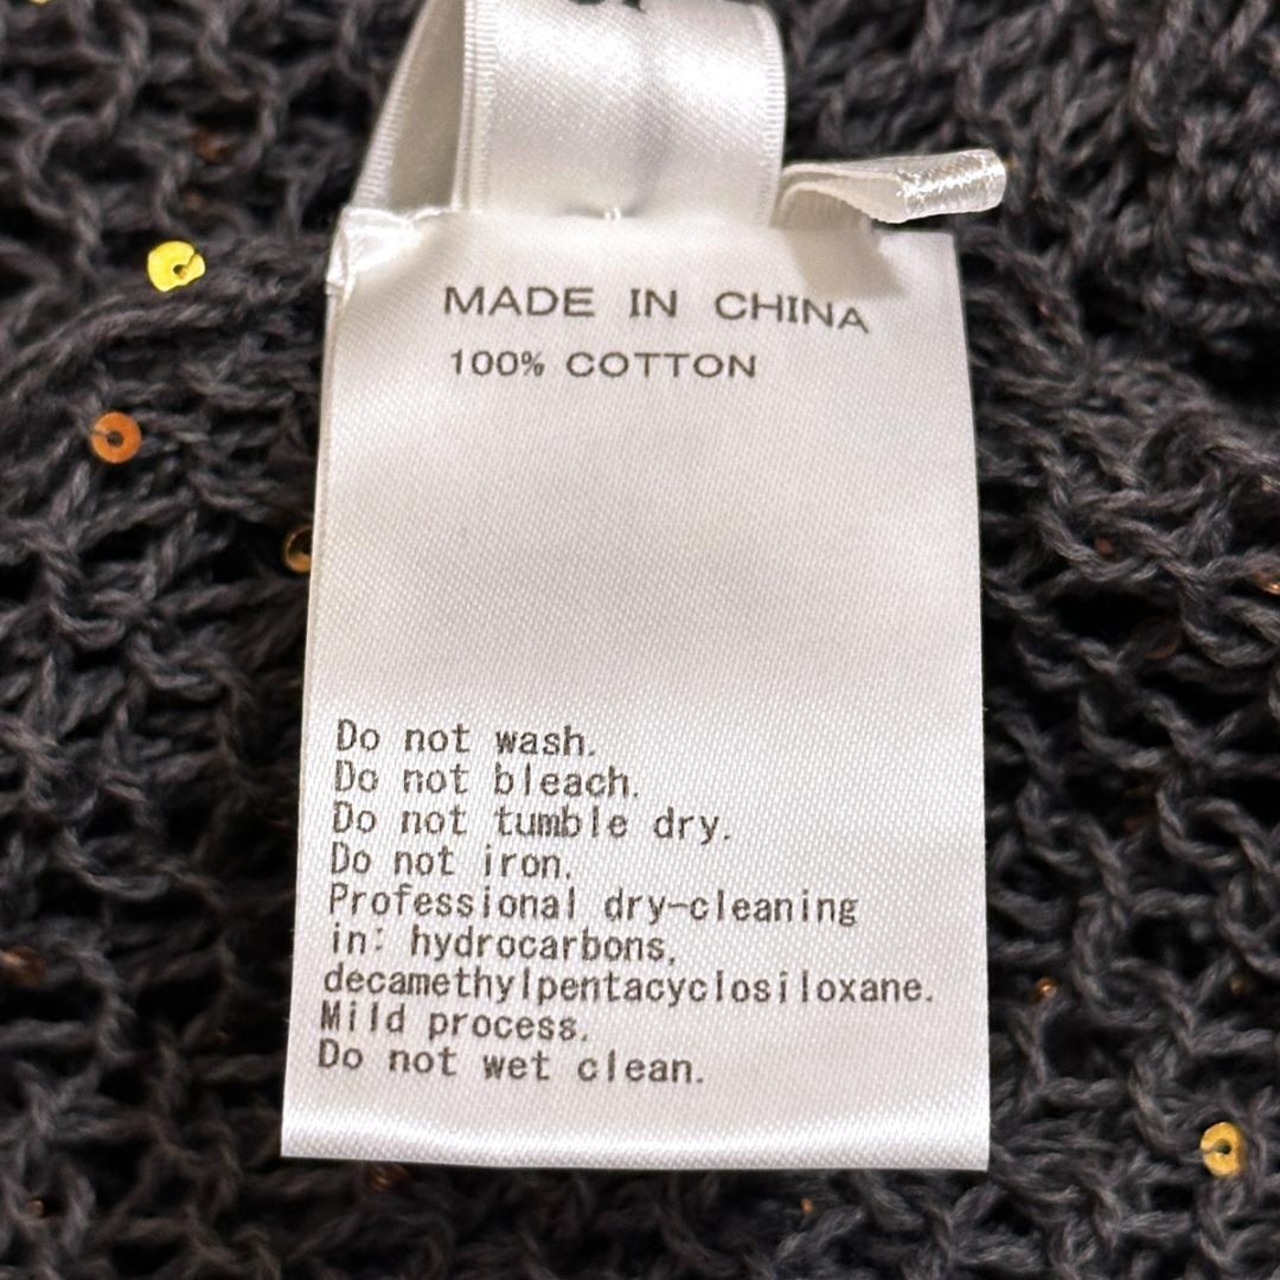 MADE IN CHINA
100% COTTON
Do not wash.
Do not bleach.
Do not tumble dry.
Do not iron.
Professional dry-cleaning
in: hydrocarbons,
decamethylpentacyclosiloxane.
Mild process.
Do not wet clean.